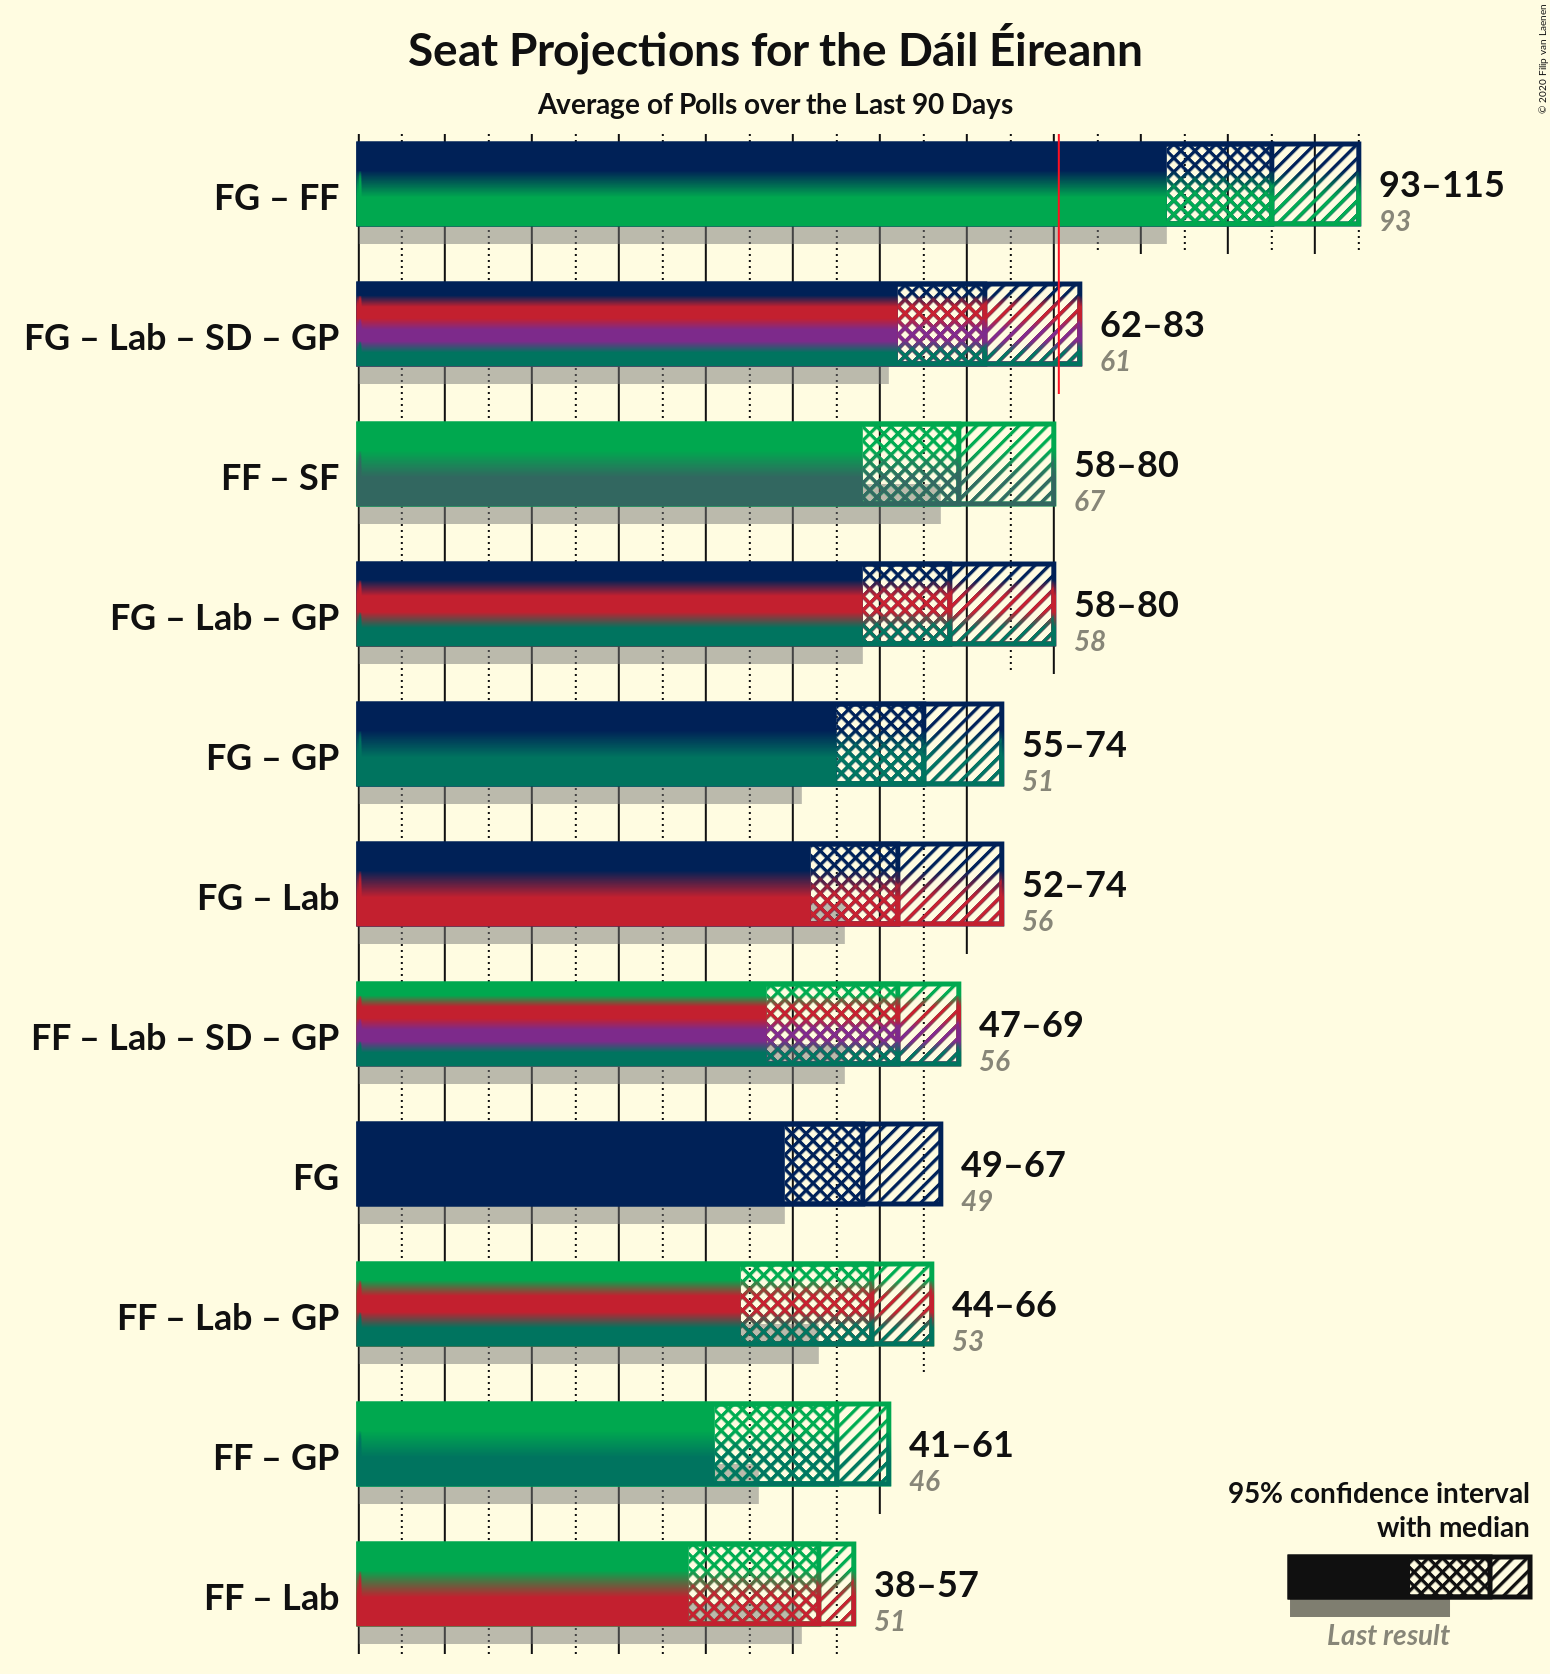 Seat Projections for the Dáil Éireann
Average of Polls over the Last 90 Days
© 2020 Filip van Laenen
FG – FF
93–115
93
FG – Lab – SD – GP
62–83
61
FF – SF
58–80
67
FG – Lab – GP
58–80
58
FG – GP
55–74
51
FG – Lab
52–74
56
FF – Lab – SD – GP
47–69
56
FG
49–67
49
FF – Lab – GP
44–66
53
FF – GP
41–61
46
FF – Lab
38–57
51
95% confidence interval
with median
Last result